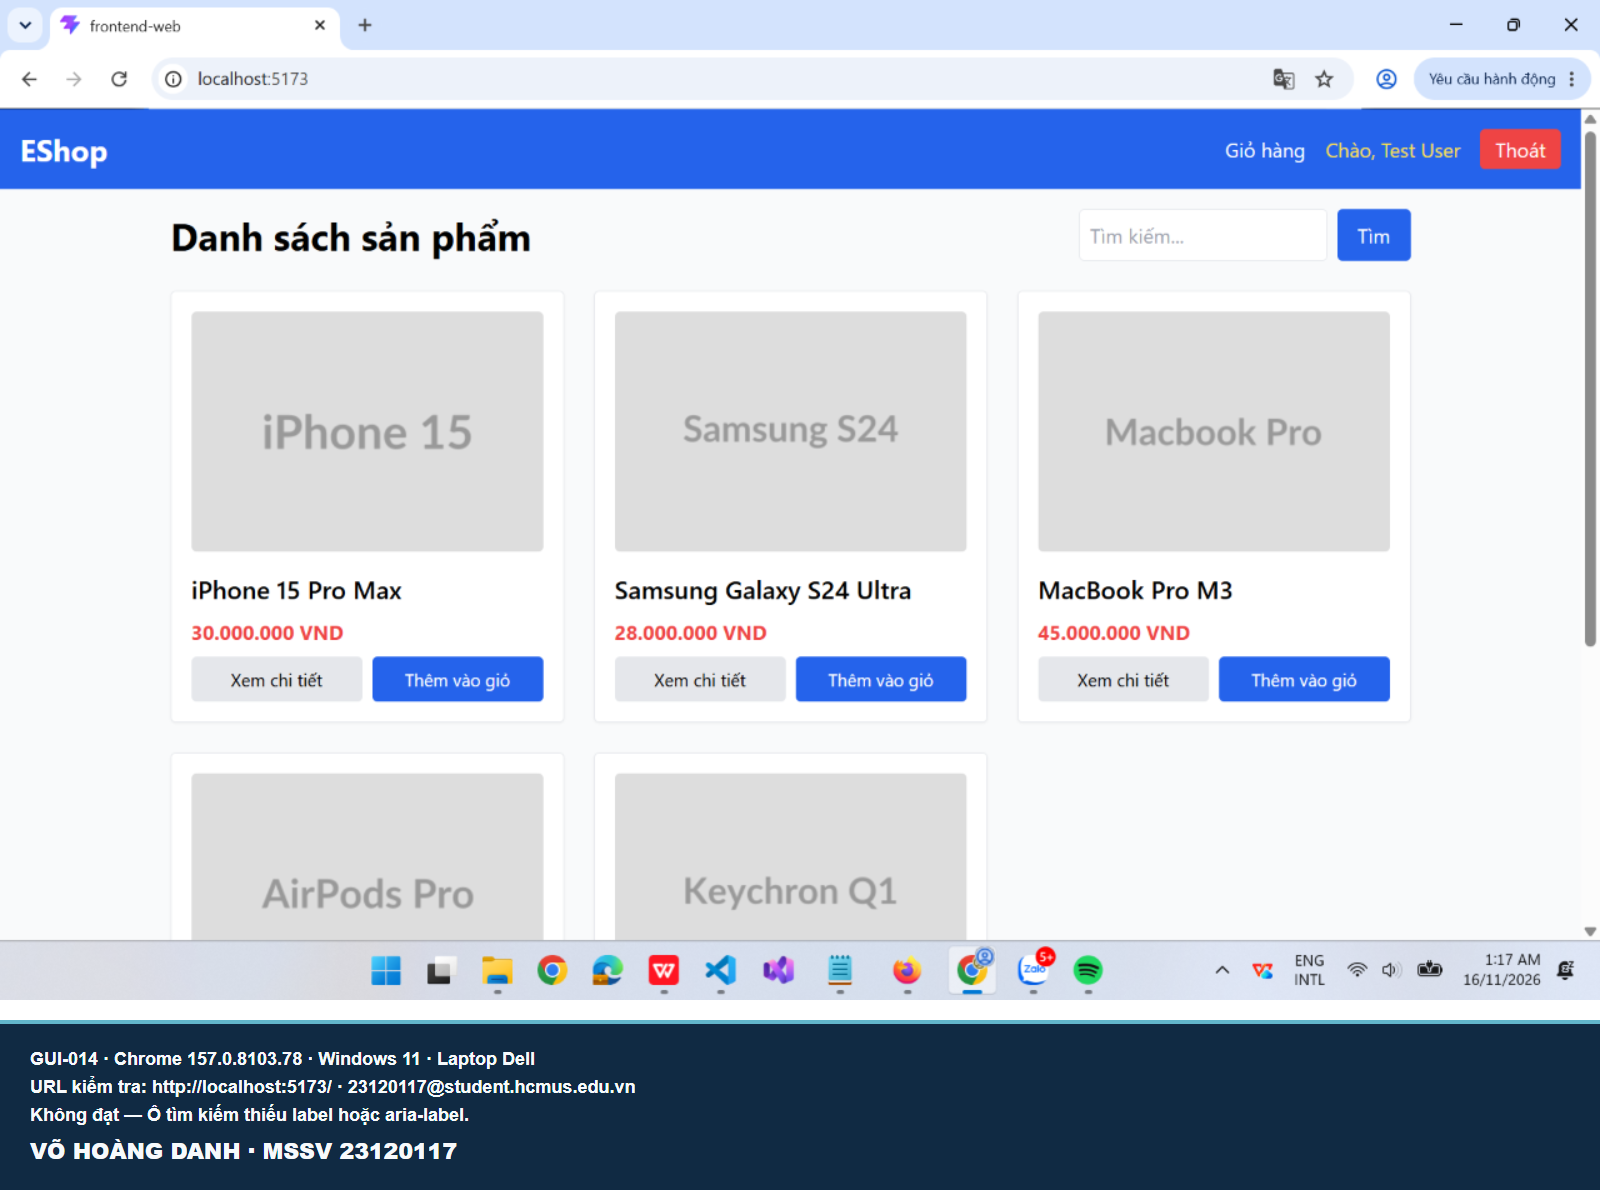 frontend-web
localhost:5173
Yêu cầu hành động
EShop
Giỏ hàng
Chào, Test User
Thoát
Danh sách sản phẩm
Tìm kiếm...
Tìm
iPhone 15
Samsung S24
Macbook Pro
iPhone 15 Pro Max
Samsung Galaxy S24 Ultra
MacBook Pro M3
30.000.000 VND
28.000.000 VND
45.000.000 VND
Xem chi tiết
Thêm vào giỏ
Xem chi tiết
Thêm vào giỏ
Xem chi tiết
Thêm vào giỏ
AirPods Pro
Keychron Q1
Zalo
5+
ENG
INTL
1:17 AM
16/11/2026
GUI-014 · Chrome 157.0.8103.78 · Windows 11 · Laptop Dell
URL kiểm tra: http://localhost:5173/ · 23120117@student.hcmus.edu.vn
Không đạt — Ô tìm kiếm thiếu label hoặc aria-label.
VÕ HOÀNG DANH · MSSV 23120117